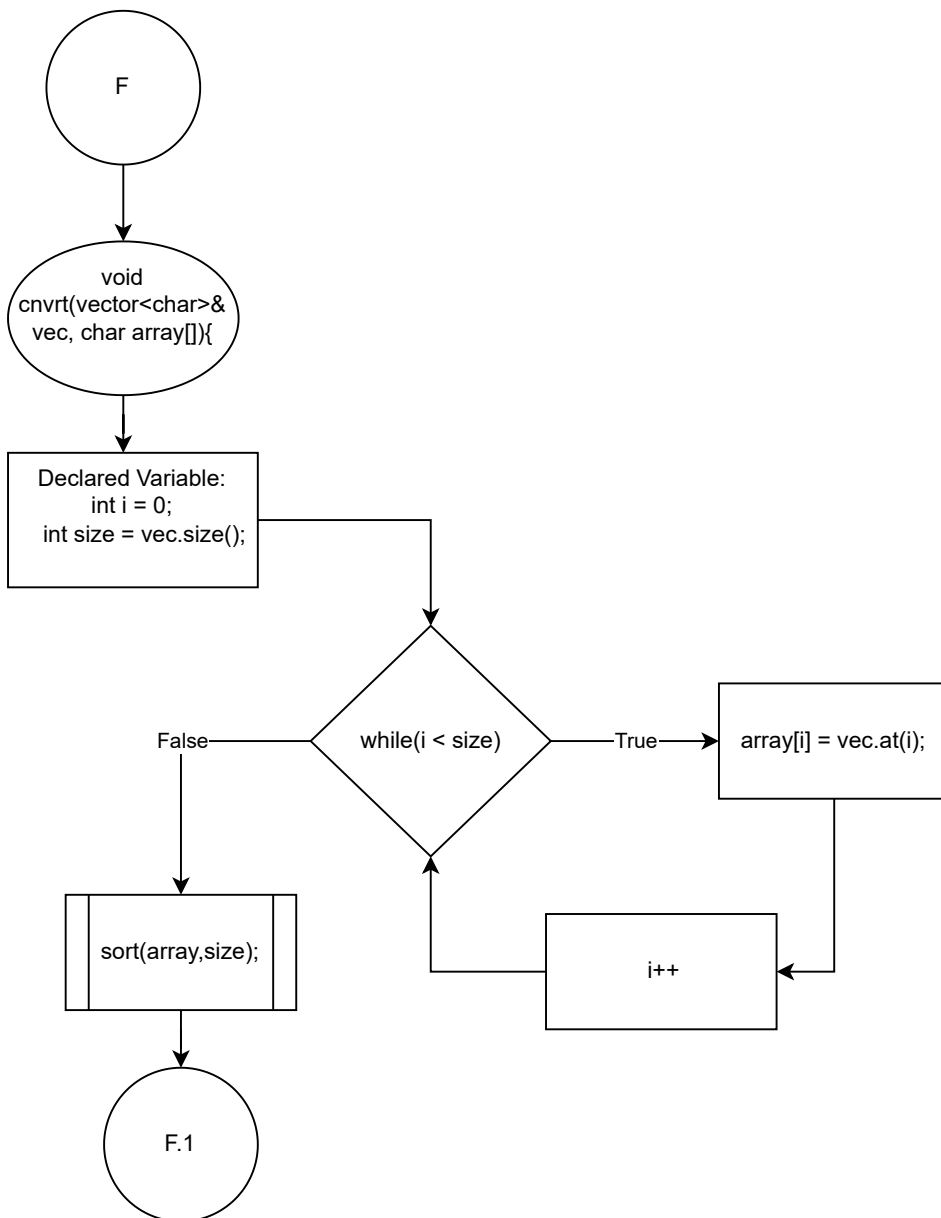 F
void
cnvrt(vector<char>&
vec, char array[]){
Declared Variable:
int i = 0;
int size = vec.size();
False
while(i < size)
True
array[i] = vec.at(i);
sort(array,size);
i++
F.1